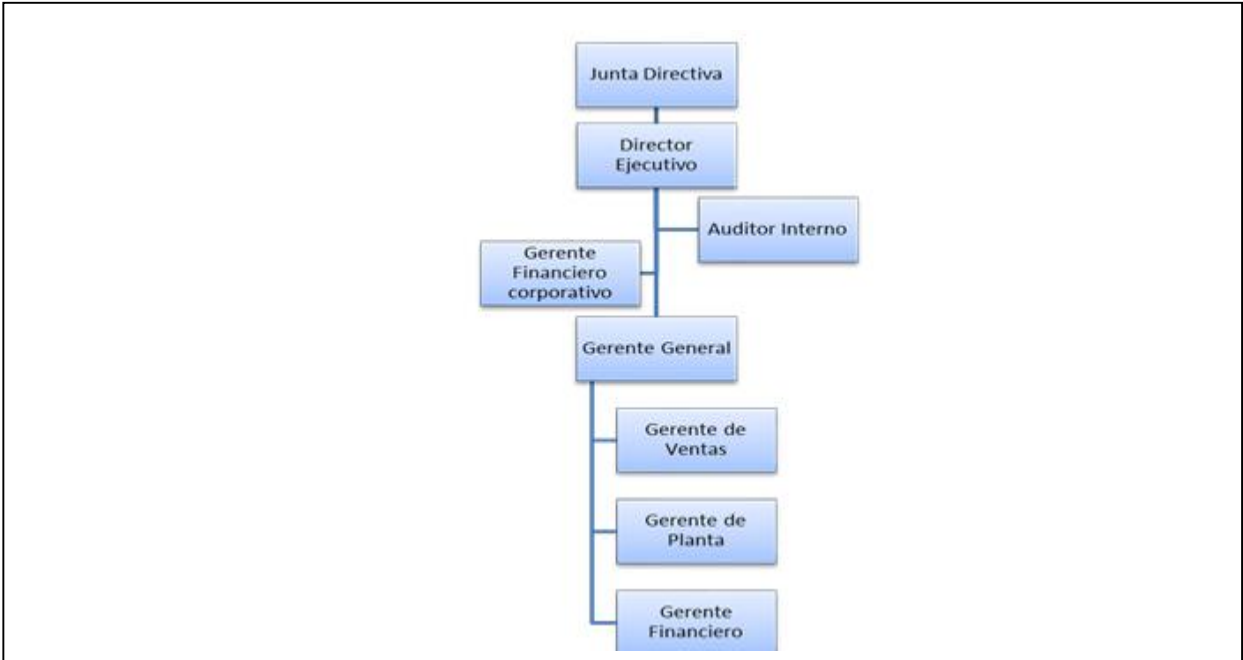 Junta Directiva
Director
Ejecutivo
Auditor Interno
Gerente
Financiero
corporativo
Gerente General
Gerente de
Ventas
Gerente de
Planta
Gerente
Financiero